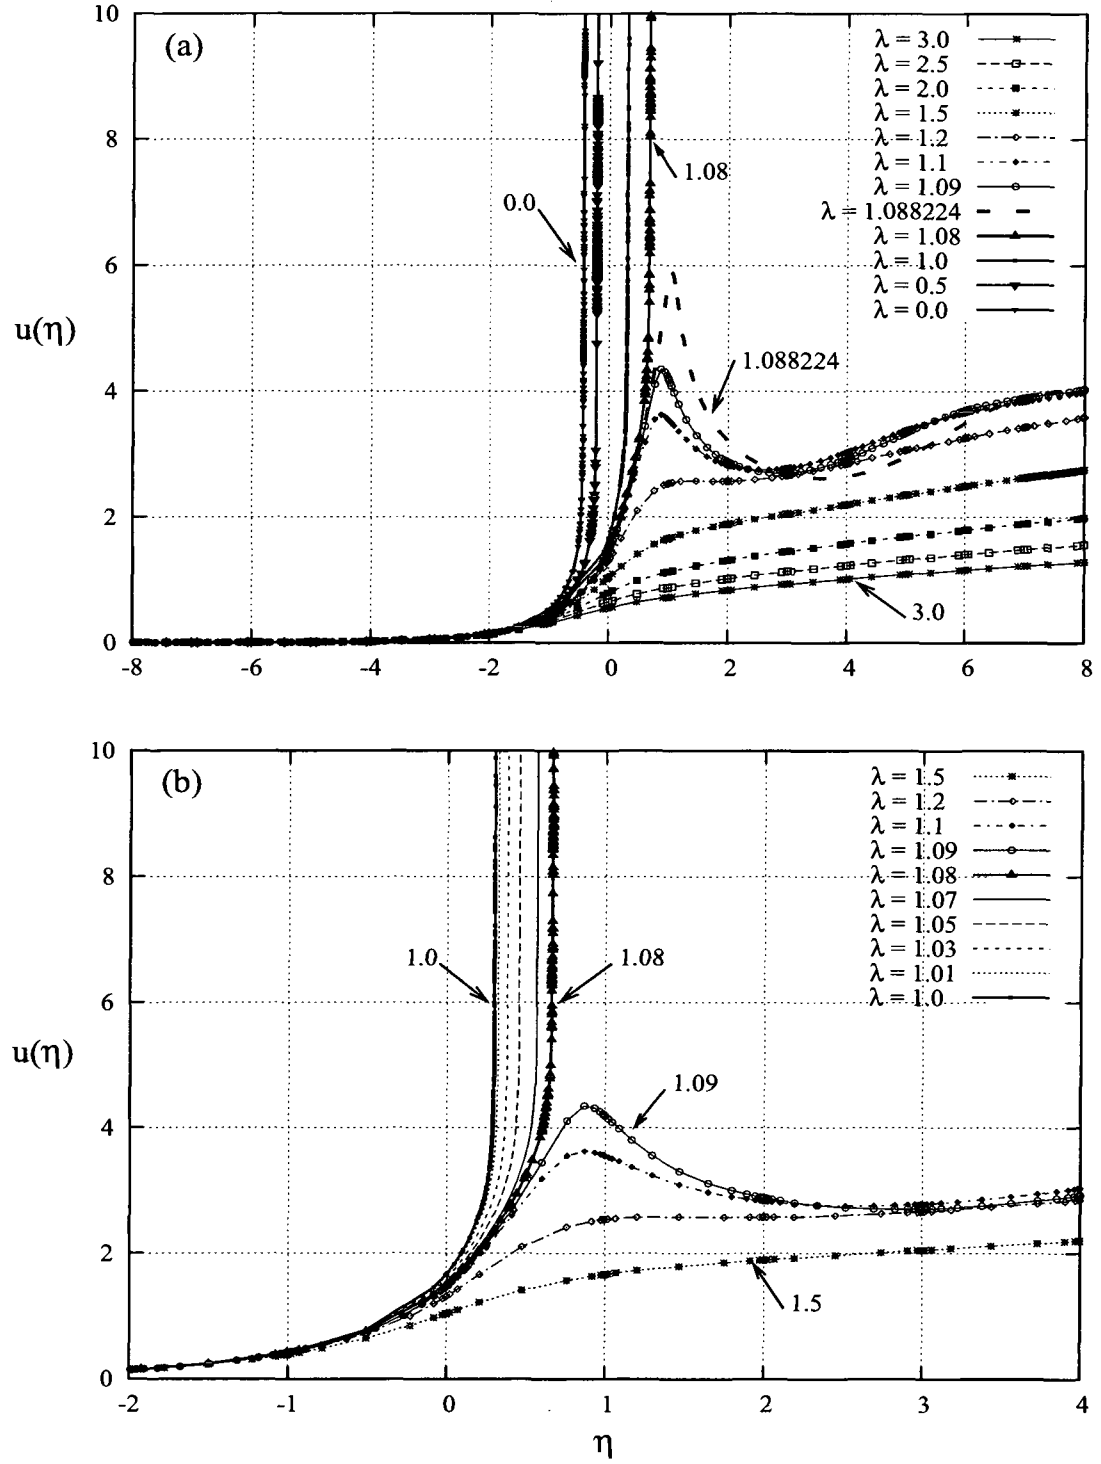 (a)
10
8
6
4
2
0
u(η)
-8 -6 -4 -2 0 2 4 6 8
0.0
1.08
1.088224
3.0
λ = 3.0
λ = 2.5
λ = 2.0
λ = 1.5
λ = 1.2
λ = 1.1
λ = 1.09
λ = 1.088224
λ = 1.08
λ = 1.0
λ = 0.5
λ = 0.0
(b)
10
8
6
4
2
0
u(η)
-2 -1 0 1 2 3 4
η
1.0
1.08
1.09
1.5
λ = 1.5
λ = 1.2
λ = 1.1
λ = 1.09
λ = 1.08
λ = 1.07
λ = 1.05
λ = 1.03
λ = 1.01
λ = 1.0